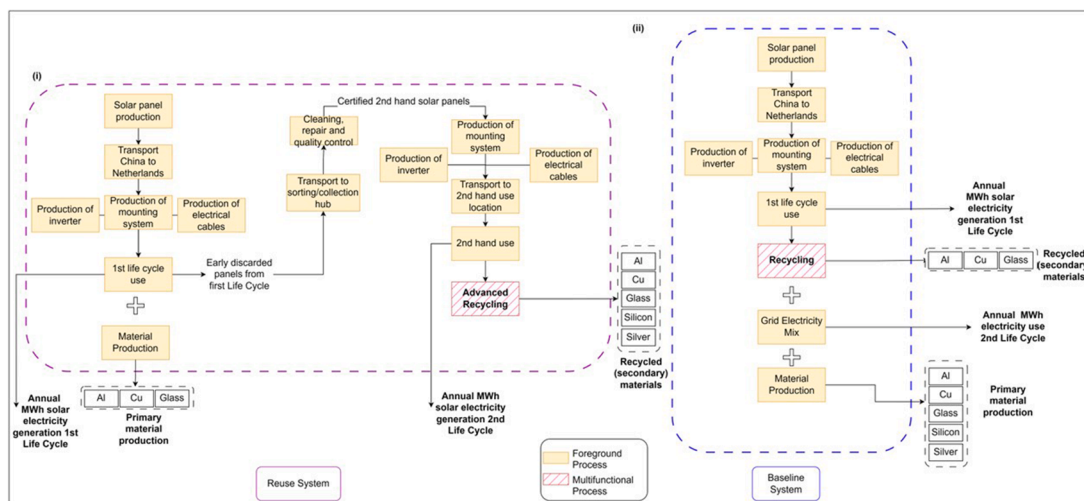 (i)
Solar panel
production
Transport
China to
Netherlands
Production of
inverter
Production of
mounting
system
Production of
electrical
cables
1st life cycle
use
Early discarded
panels from
first Life Cycle
Material
Production
Al
Cu
Glass
Primary
material
production
Annual
MWh solar
electricity
generation 1st
Life Cycle
Transport to
sorting/collection
hub
Cleaning,
repair and
quality control
Certified 2nd hand solar panels
Production of
mounting
system
Production of
inverter
Production of
electrical
cables
Transport to
2nd hand use
location
2nd hand use
Advanced
Recycling
Al
Cu
Glass
Silicon
Silver
Recycled
(secondary)
materials
Annual MWh
solar electricity
generation 2nd
Life Cycle
Reuse System
Foreground
Process
Multifunctional
Process
(ii)
Solar panel
production
Transport
China to
Netherlands
Production of
inverter
Production of
mounting
system
Production of
electrical
cables
1st life cycle
use
Annual
MWh solar
electricity
generation 1st
Life Cycle
Recycling
Al
Cu
Glass
Recycled
(secondary)
materials
Grid Electricity
Mix
Annual MWh
electricity use
2nd Life Cycle
Material
Production
Al
Cu
Glass
Silicon
Silver
Primary
material
production
Baseline
System